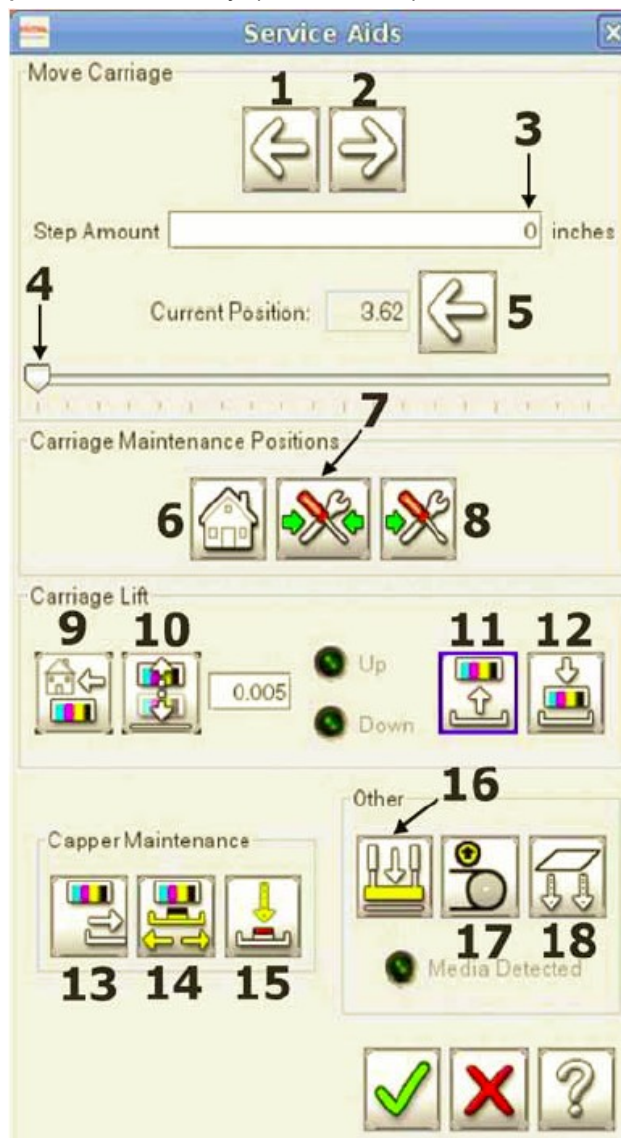 Service Aids
Move Carriage
1 2
3
Step Amount 0 inches
4
Current Position: 3.62 5
7
Carriage Maintenance Positions
6 8
Carriage Lift
9 10 11 12
Up
0.005
Down
16
Other
Capper Maintenance
17 18
13 14 15
Media Detected